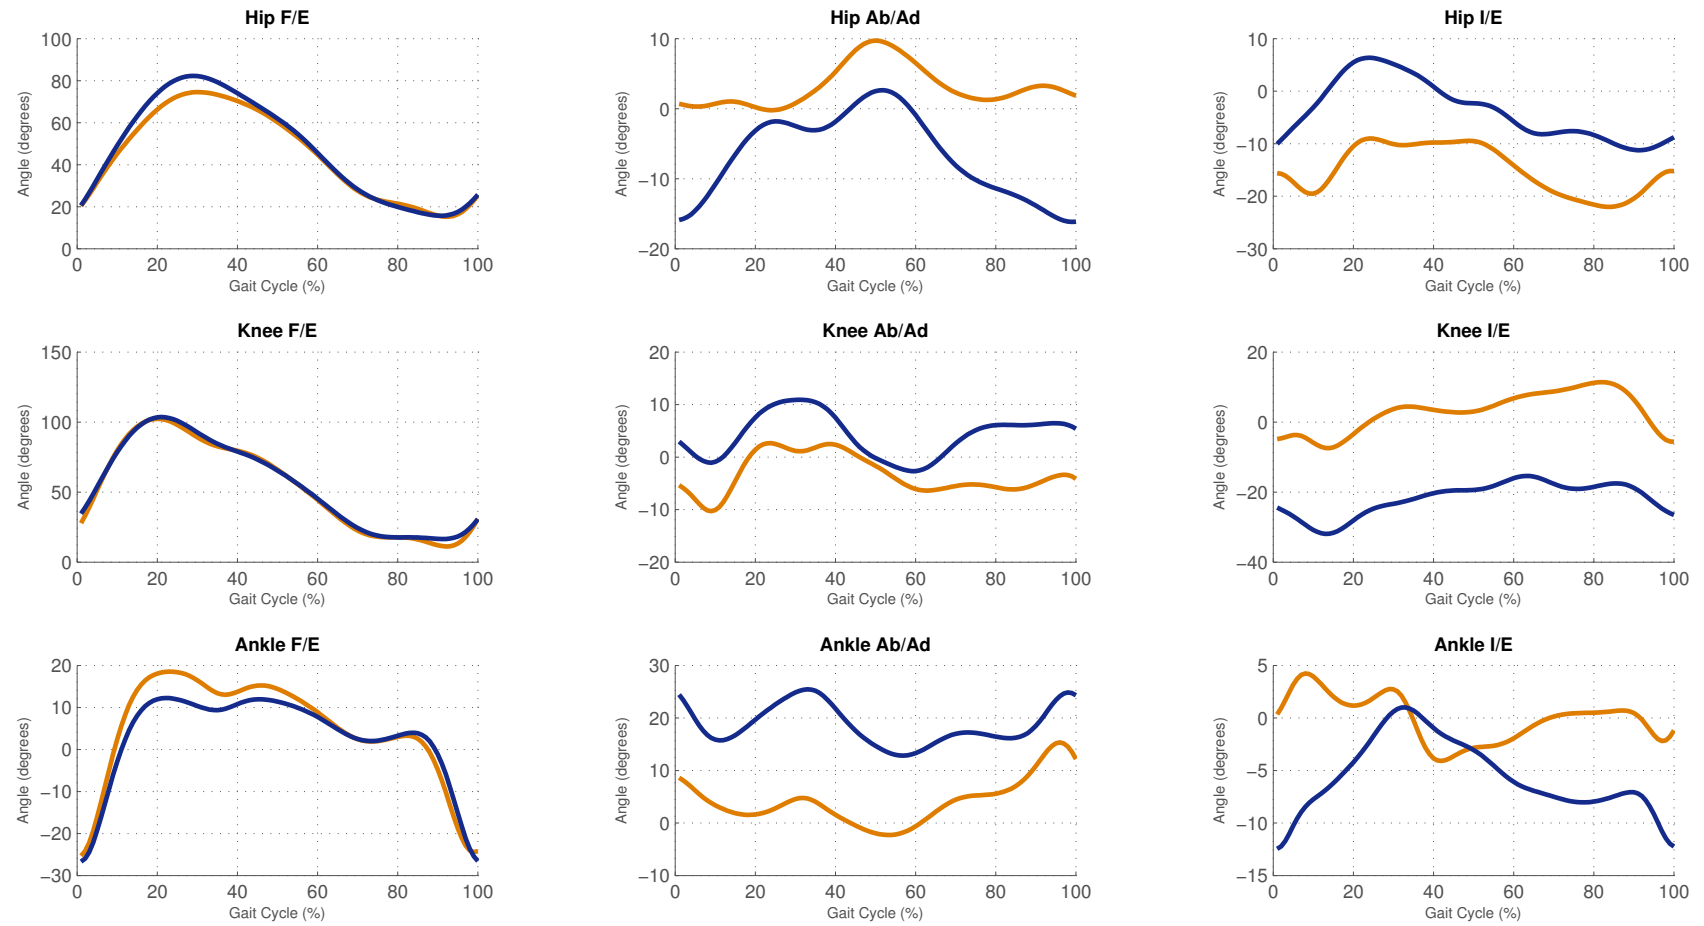 Hip F/E
100
80
60
40
20
0
Angle (degrees)
0 20 40 60 80 100
Gait Cycle (%)
Hip Ab/Ad
10
0
−10
−20
Angle (degrees)
0 20 40 60 80 100
Gait Cycle (%)
Hip I/E
10
0
−10
−20
−30
Angle (degrees)
0 20 40 60 80 100
Gait Cycle (%)
Knee F/E
150
100
50
0
Angle (degrees)
0 20 40 60 80 100
Gait Cycle (%)
Knee Ab/Ad
20
10
0
−10
−20
Angle (degrees)
0 20 40 60 80 100
Gait Cycle (%)
Knee I/E
20
0
−20
−40
Angle (degrees)
0 20 40 60 80 100
Gait Cycle (%)
Ankle F/E
20
10
0
−10
−20
−30
Angle (degrees)
0 20 40 60 80 100
Gait Cycle (%)
Ankle Ab/Ad
30
20
10
0
−10
Angle (degrees)
0 20 40 60 80 100
Gait Cycle (%)
Ankle I/E
5
0
−5
−10
−15
Angle (degrees)
0 20 40 60 80 100
Gait Cycle (%)